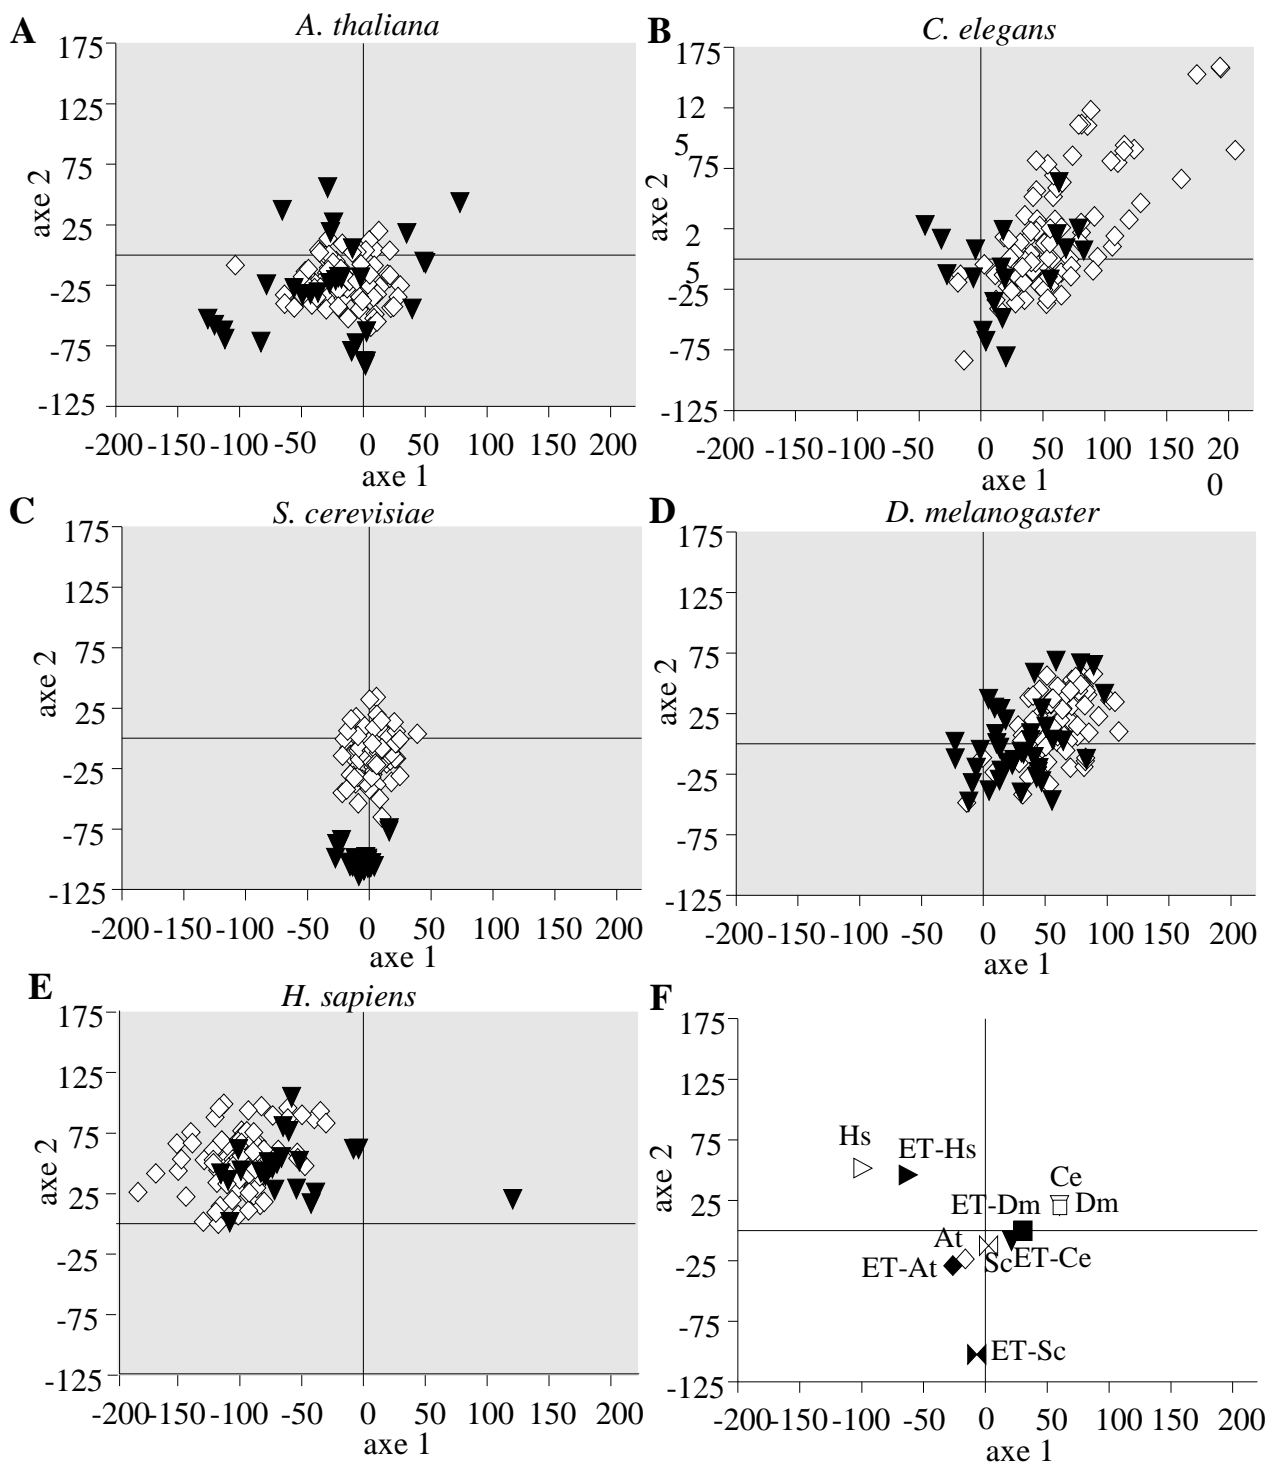 A
A. thaliana
175
125
75
25
-25
-75
-125
axe 2
-200 -150 -100 -50 0 50 100 150 200
axe 1
B
C. elegans
175
12
5
75
2
5
-25
-75
-125
axe 2
-200 -150 -100 -50 0 50 100 150 20
0
axe 1
C
S. cerevisiae
175
125
75
25
-25
-75
-125
axe 2
-200 -150 -100 -50 0 50 100 150 200
axe 1
D
D. melanogaster
175
125
75
25
-25
-75
-125
axe 2
-200 -150 -100 -50 0 50 100 150 200
axe 1
E
H. sapiens
175
125
75
25
-25
-75
-125
axe 2
-200 -150 -100 -50 0 50 100 150 200
axe 1
F
175
125
75
25
-25
-75
-125
axe 2
Hs
ET-Hs
Ce
ET-Dm
Dm
At
Sc
ET-Ce
ET-At
ET-Sc
-200 -150 -100 -50 0 50 100 150 200
axe 1